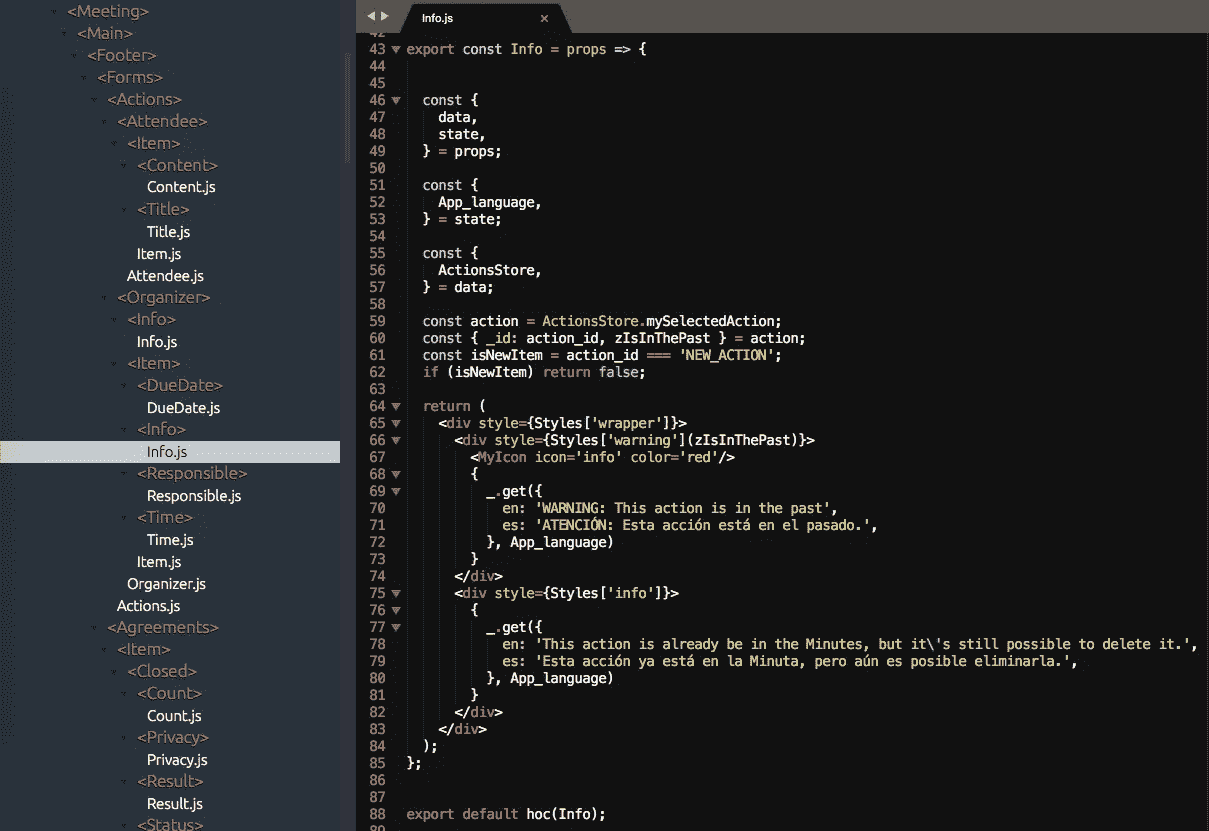 <Meeting>
<Main>
<Footer>
<Forms>
<Actions>
<Attendee>
<Item>
<Content>
Content.js
<Title>
Title.js
Item.js
Attendee.js
<Organizer>
<Info>
Info.js
<Item>
<DueDate>
DueDate.js
<Info>
Info.js
<Responsible>
Responsible.js
<Time>
Time.js
Item.js
Organizer.js
Actions.js
<Agreements>
<Item>
<Closed>
<Count>
Count.js
<Privacy>
Privacy.js
<Result>
Result.js
<Status>
Info.js ×
42
43 export const Info = props => {
44
45
46 const {
47 data,
48 state,
49 } = props;
50
51 const {
52 App_language,
53 } = state;
54
55 const {
56 ActionsStore,
57 } = data;
58
59 const action = ActionsStore.mySelectedAction;
60 const { _id: action_id, zIsInThePast } = action;
61 const isNewItem = action_id === 'NEW_ACTION';
62 if (isNewItem) return false;
63
64 return (
65 <div style={Styles['wrapper']}>
66 <div style={Styles['warning'](zIsInThePast)}>
67 <MyIcon icon='info' color='red'/>
68 {
69 _.get({
70 en: 'WARNING: This action is in the past',
71 es: 'ATENCIÓN: Esta acción está en el pasado.',
72 }, App_language)
73 }
74 </div>
75 <div style={Styles['info']}>
76 {
77 _.get({
78 en: 'This action is already be in the Minutes, but it\'s still possible to delete it.',
79 es: 'Esta acción ya está en la Minuta, pero aún es posible eliminarla.',
80 }, App_language)
81 }
82 </div>
83 </div>
84 );
85 };
86
87
88 export default hoc(Info);
89